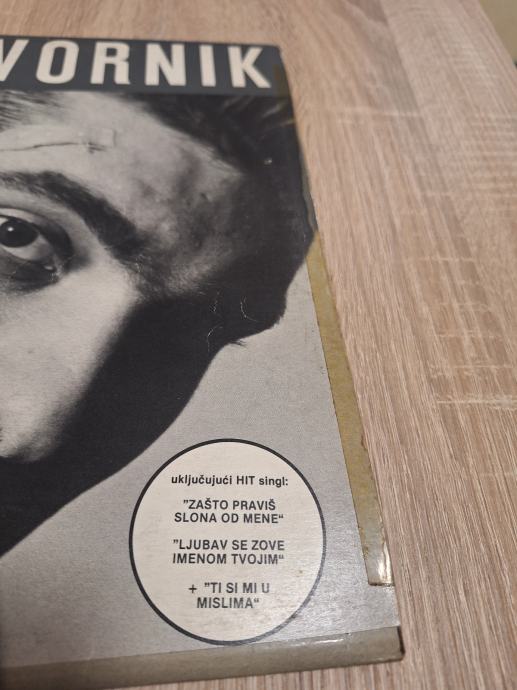 VORNIK
uključujući HIT singl:
"ZAŠTO PRAVIŠ
SLONA OD MENE"
"LJUBAV SE ZOVE
IMENOM TVOJIM"
+ "TI SI MI U
MISLIMA"